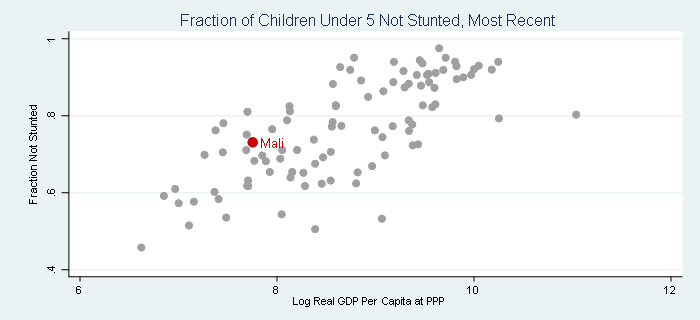 Fraction of Children Under 5 Not Stunted, Most Recent
Fraction Not Stunted
1
.8
.6
.4
Mali
6 8 10 12
Log Real GDP Per Capita at PPP